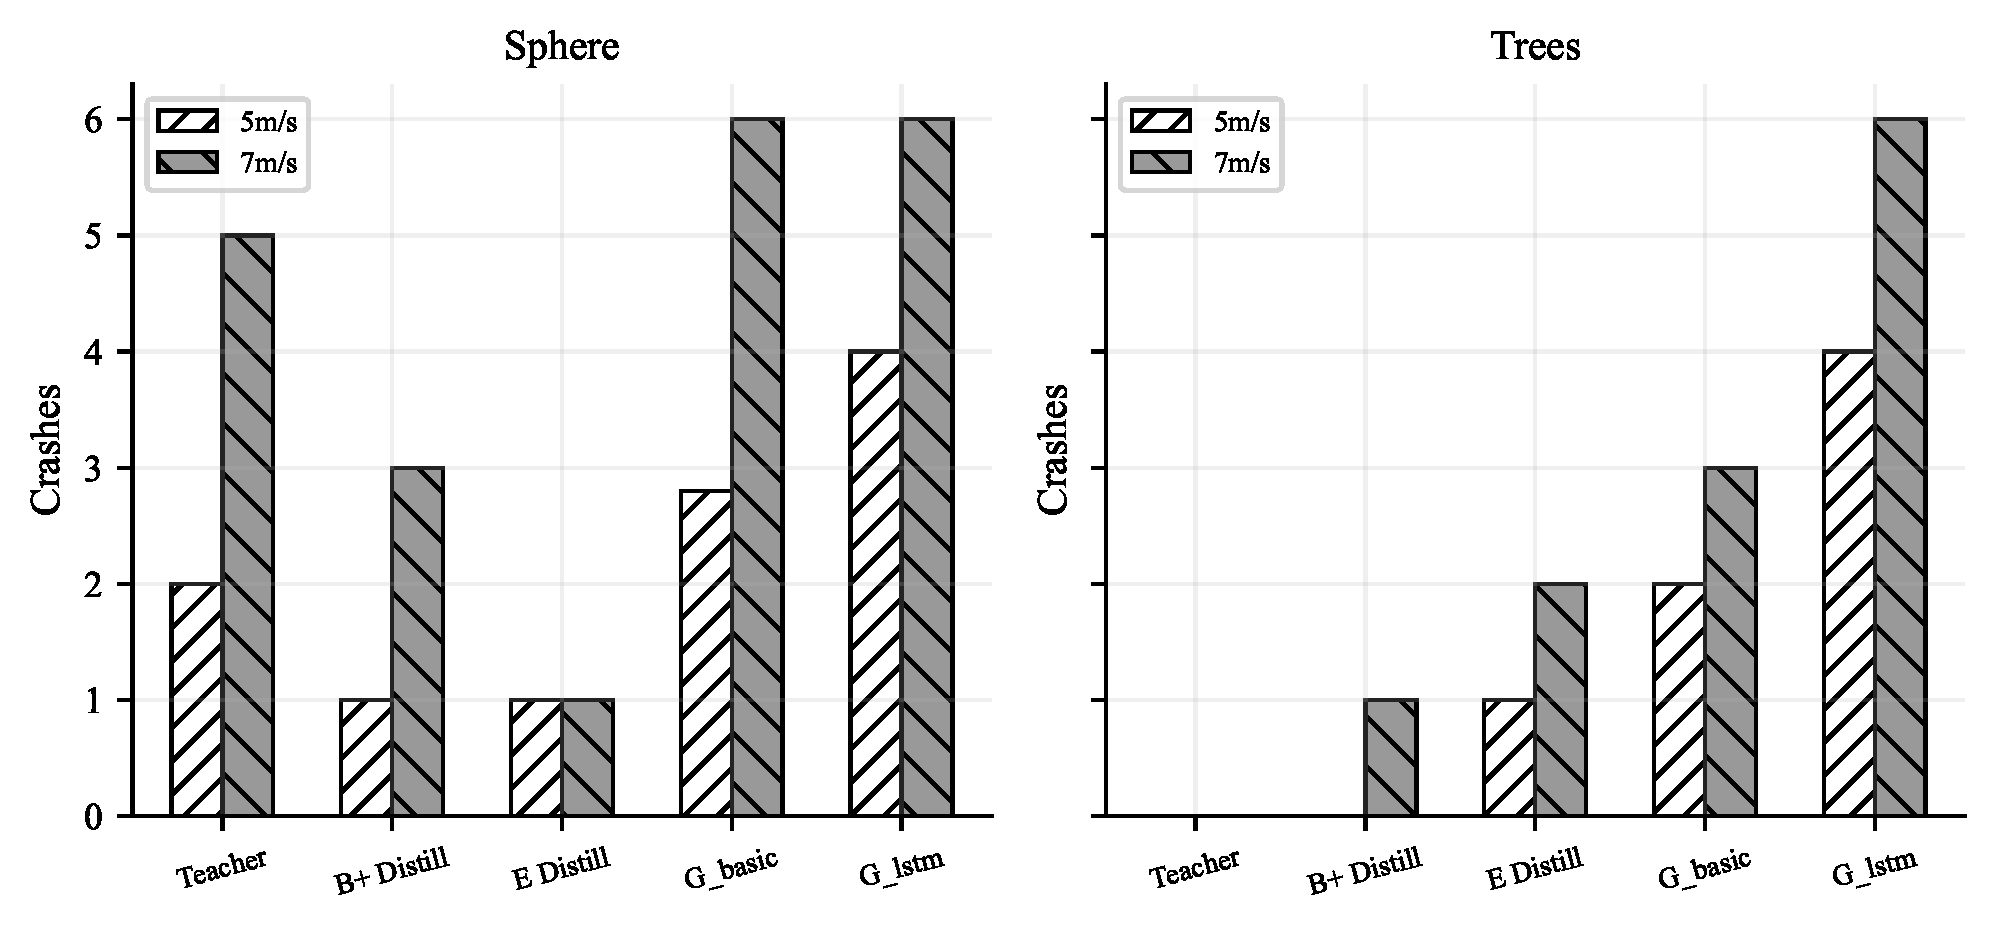 Sphere
5m/s
7m/s
Crashes
6
5
4
3
2
1
0
Teacher
B+ Distill
E Distill
G_basic
G_lstm
Trees
5m/s
7m/s
Crashes
Teacher
B+ Distill
E Distill
G_basic
G_lstm